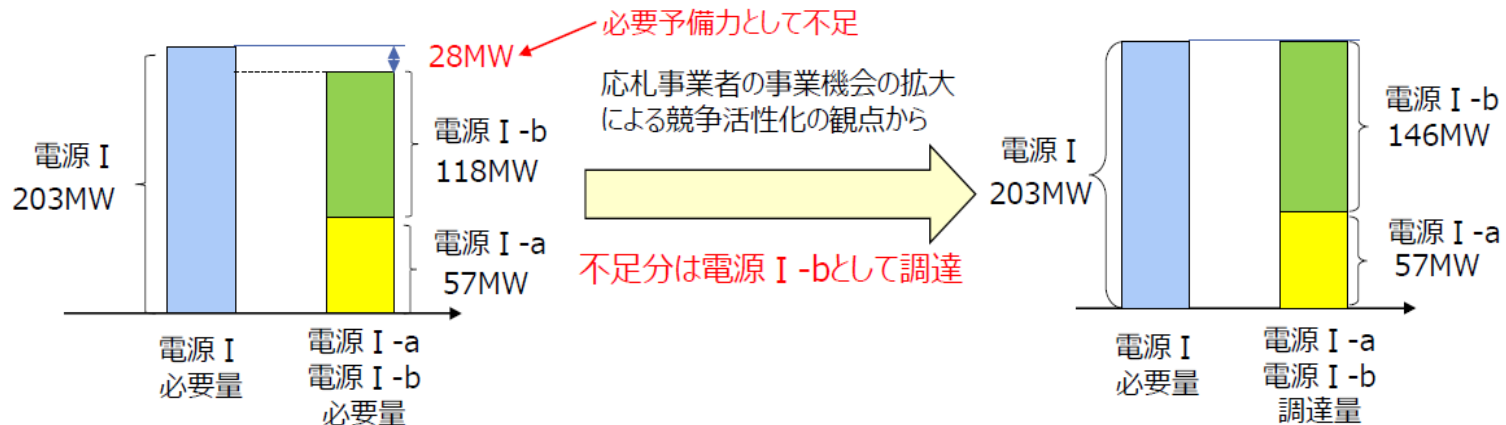 必要予備力として不足
28MW
電源Ⅰ
203MW
電源Ⅰ-b
118MW
電源Ⅰ-a
57MW
電源Ⅰ
必要量
電源Ⅰ-a
電源Ⅰ-b
必要量
応札事業者の事業機会の拡大
による競争活性化の観点から
不足分は電源Ⅰ-bとして調達
電源Ⅰ
203MW
電源Ⅰ-b
146MW
電源Ⅰ-a
57MW
電源Ⅰ
必要量
電源Ⅰ-a
電源Ⅰ-b
調達量